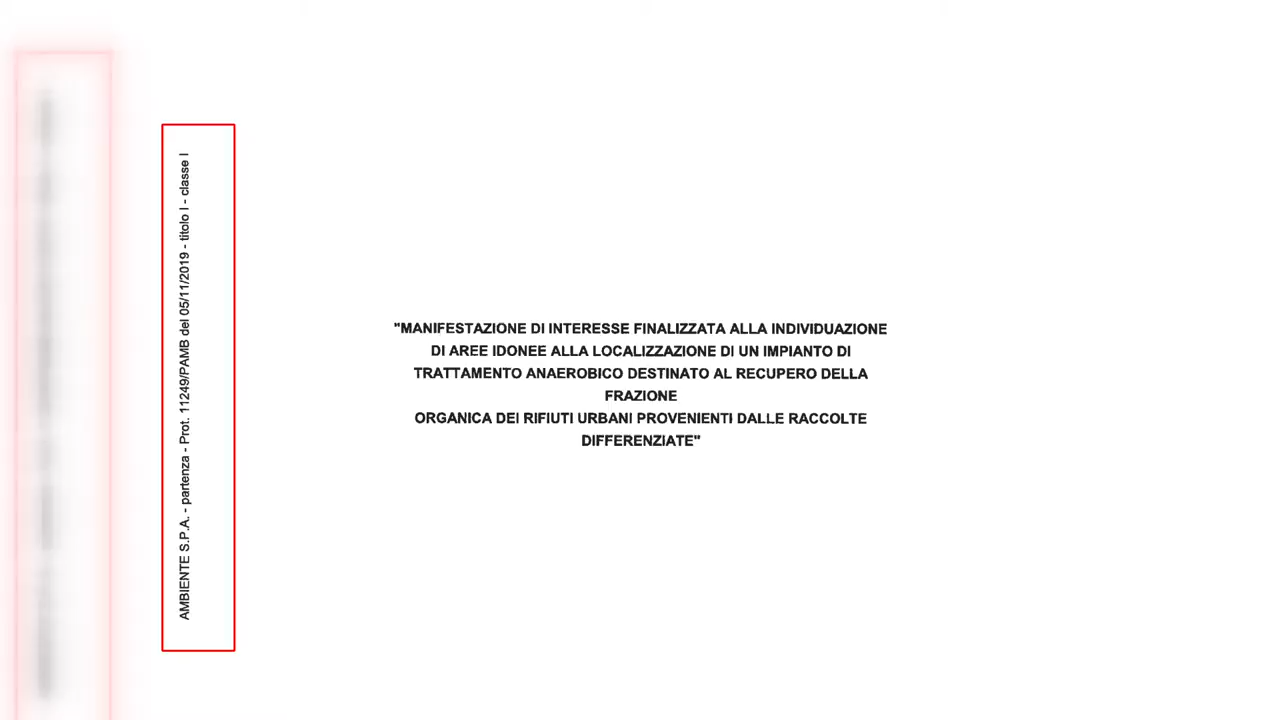 AMBIENTE S.P.A. - partenza - Prot. 11249/PAMB del 05/11/2019 - titolo I - classe I
"MANIFESTAZIONE DI INTERESSE FINALIZZATA ALLA INDIVIDUAZIONE
DI AREE IDONEE ALLA LOCALIZZAZIONE DI UN IMPIANTO DI
TRATTAMENTO ANAEROBICO DESTINATO AL RECUPERO DELLA
FRAZIONE
ORGANICA DEI RIFIUTI URBANI PROVENIENTI DALLE RACCOLTE
DIFFERENZIATE"